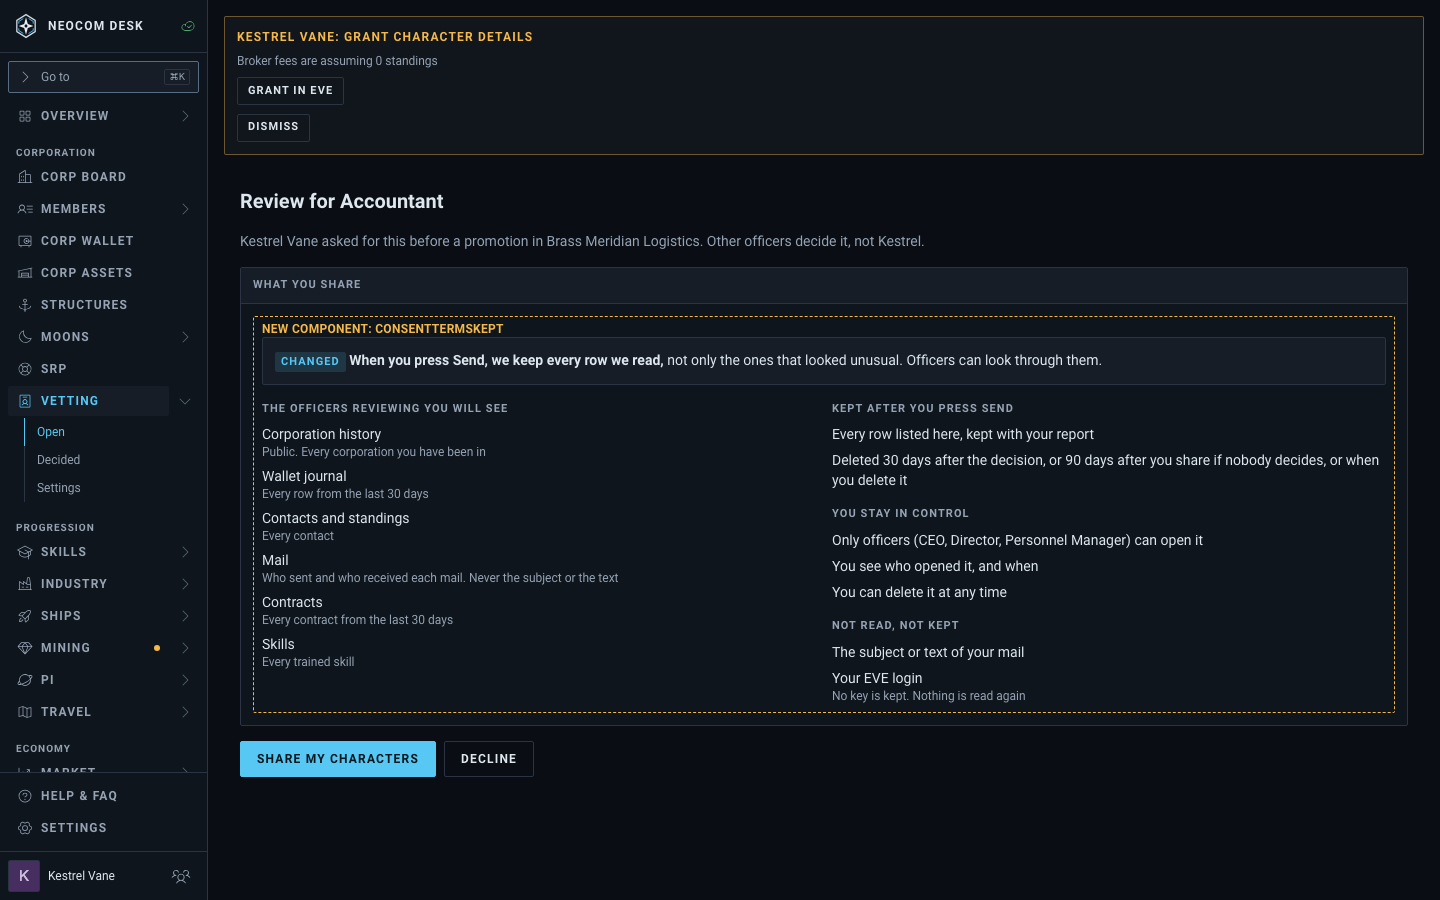 NEOCOM DESK
Go to
⌘K
OVERVIEW
CORPORATION
CORP BOARD
MEMBERS
CORP WALLET
CORP ASSETS
STRUCTURES
MOONS
SRP
VETTING
Open
Decided
Settings
PROGRESSION
SKILLS
INDUSTRY
SHIPS
MINING
PI
TRAVEL
ECONOMY
MARKET
HELP & FAQ
SETTINGS
K
Kestrel Vane
KESTREL VANE: GRANT CHARACTER DETAILS
Broker fees are assuming 0 standings
GRANT IN EVE
DISMISS
Review for Accountant
Kestrel Vane asked for this before a promotion in Brass Meridian Logistics. Other officers decide it, not Kestrel.
WHAT YOU SHARE
NEW COMPONENT: CONSENTTERMSKEPT
CHANGED When you press Send, we keep every row we read, not only the ones that looked unusual. Officers can look through them.
THE OFFICERS REVIEWING YOU WILL SEE
Corporation history
Public. Every corporation you have been in
Wallet journal
Every row from the last 30 days
Contacts and standings
Every contact
Mail
Who sent and who received each mail. Never the subject or the text
Contracts
Every contract from the last 30 days
Skills
Every trained skill
KEPT AFTER YOU PRESS SEND
Every row listed here, kept with your report
Deleted 30 days after the decision, or 90 days after you share if nobody decides, or when
you delete it
YOU STAY IN CONTROL
Only officers (CEO, Director, Personnel Manager) can open it
You see who opened it, and when
You can delete it at any time
NOT READ, NOT KEPT
The subject or text of your mail
Your EVE login
No key is kept. Nothing is read again
SHARE MY CHARACTERS
DECLINE